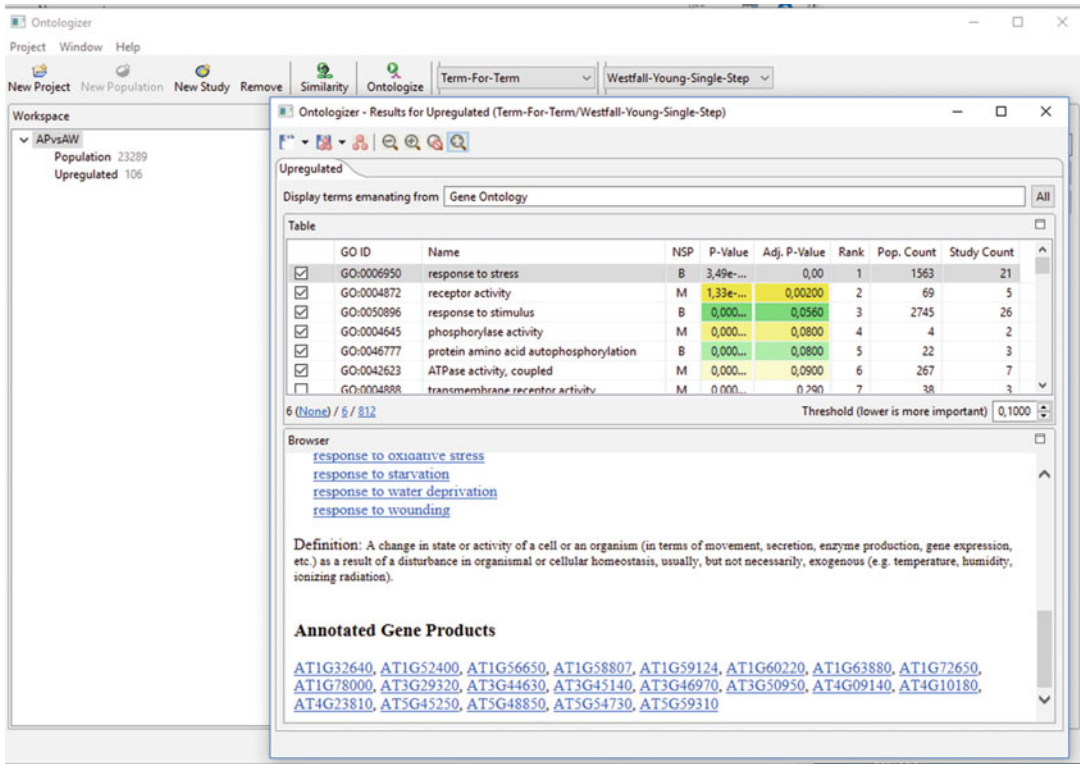 Ontologizer
Project Window Help
New Project New Population New Study Remove Similarity Ontologize Term-For-Term Westfall-Young-Single-Step
Workspace
APvsAW
Population 23289
Upregulated 106
Ontologizer - Results for Upregulated (Term-For-Term/Westfall-Young-Single-Step)
Upregulated
Display terms emanating from Gene Ontology All
Table
GO ID Name NSP P-Value Adj. P-Value Rank Pop. Count Study Count
GO:0006950 response to stress B 3,49e-... 0,00 1 1563 21
GO:0004872 receptor activity M 1,33e-... 0,00200 2 69 5
GO:0050896 response to stimulus B 0,000... 0,0560 3 2745 26
GO:0004645 phosphorylase activity M 0,000... 0,0800 4 4 2
GO:0046777 protein amino acid autophosphorylation B 0,000... 0,0800 5 22 3
GO:0042623 ATPase activity, coupled M 0,000... 0,0900 6 267 7
GO:0004888 transmembrane receptor activity M 0,000... 0,290 7 38 3
6 (None) / 6 / 812 Threshold (lower is more important) 0,1000
Browser
response to oxidative stress
response to starvation
response to water deprivation
response to wounding
Definition: A change in state or activity of a cell or an organism (in terms of movement, secretion, enzyme production, gene expression,
etc.) as a result of a disturbance in organismal or cellular homeostasis, usually, but not necessarily, exogenous (e.g. temperature, humidity,
ionizing radiation).
Annotated Gene Products
AT1G32640, AT1G52400, AT1G56650, AT1G58807, AT1G59124, AT1G60220, AT1G63880, AT1G72650,
AT1G78000, AT3G29320, AT3G44630, AT3G45140, AT3G46970, AT3G50950, AT4G09140, AT4G10180,
AT4G23810, AT5G45250, AT5G48850, AT5G54730, AT5G59310